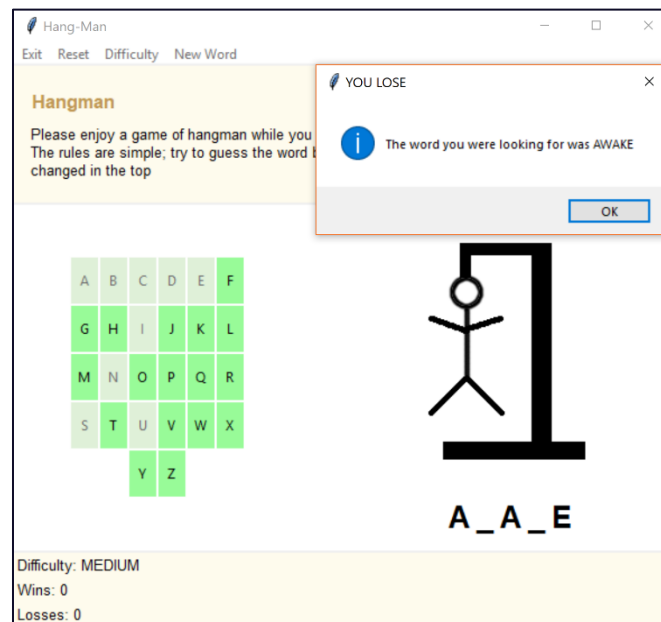 Hang-Man
Exit Reset Difficulty New Word
Hangman
Please enjoy a game of hangman while you
The rules are simple; try to guess the word
changed in the top
YOU LOSE
The word you were looking for was AWAKE
OK
A B C D E F
G H I J K L
M N O P Q R
S T U V W X
Y Z
A _ A _ E
Difficulty: MEDIUM
Wins: 0
Losses: 0